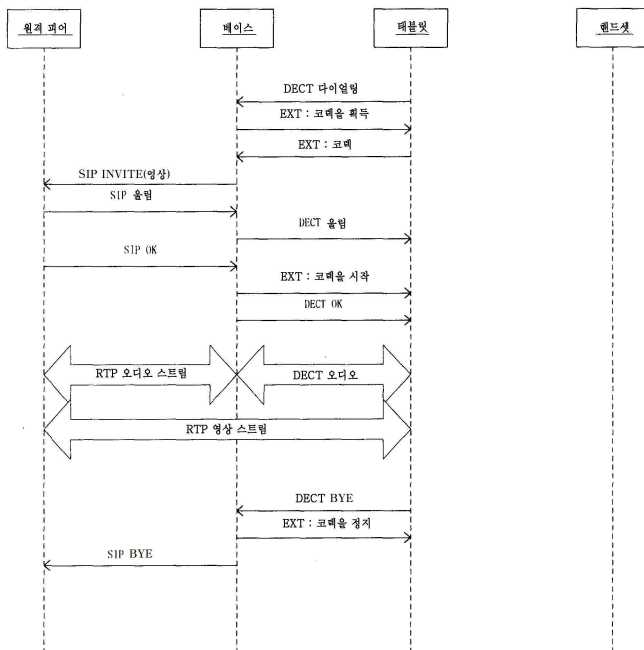 원격 피어
베이스
태블릿
핸드셋
DECT 다이얼링
EXT : 코덱을 획득
EXT : 코덱
SIP INVITE(영상)
SIP 울림
DECT 울림
SIP OK
EXT : 코덱을 시작
DECT OK
RTP 오디오 스트림
DECT 오디오
RTP 영상 스트림
DECT BYE
EXT : 코덱을 정지
SIP BYE